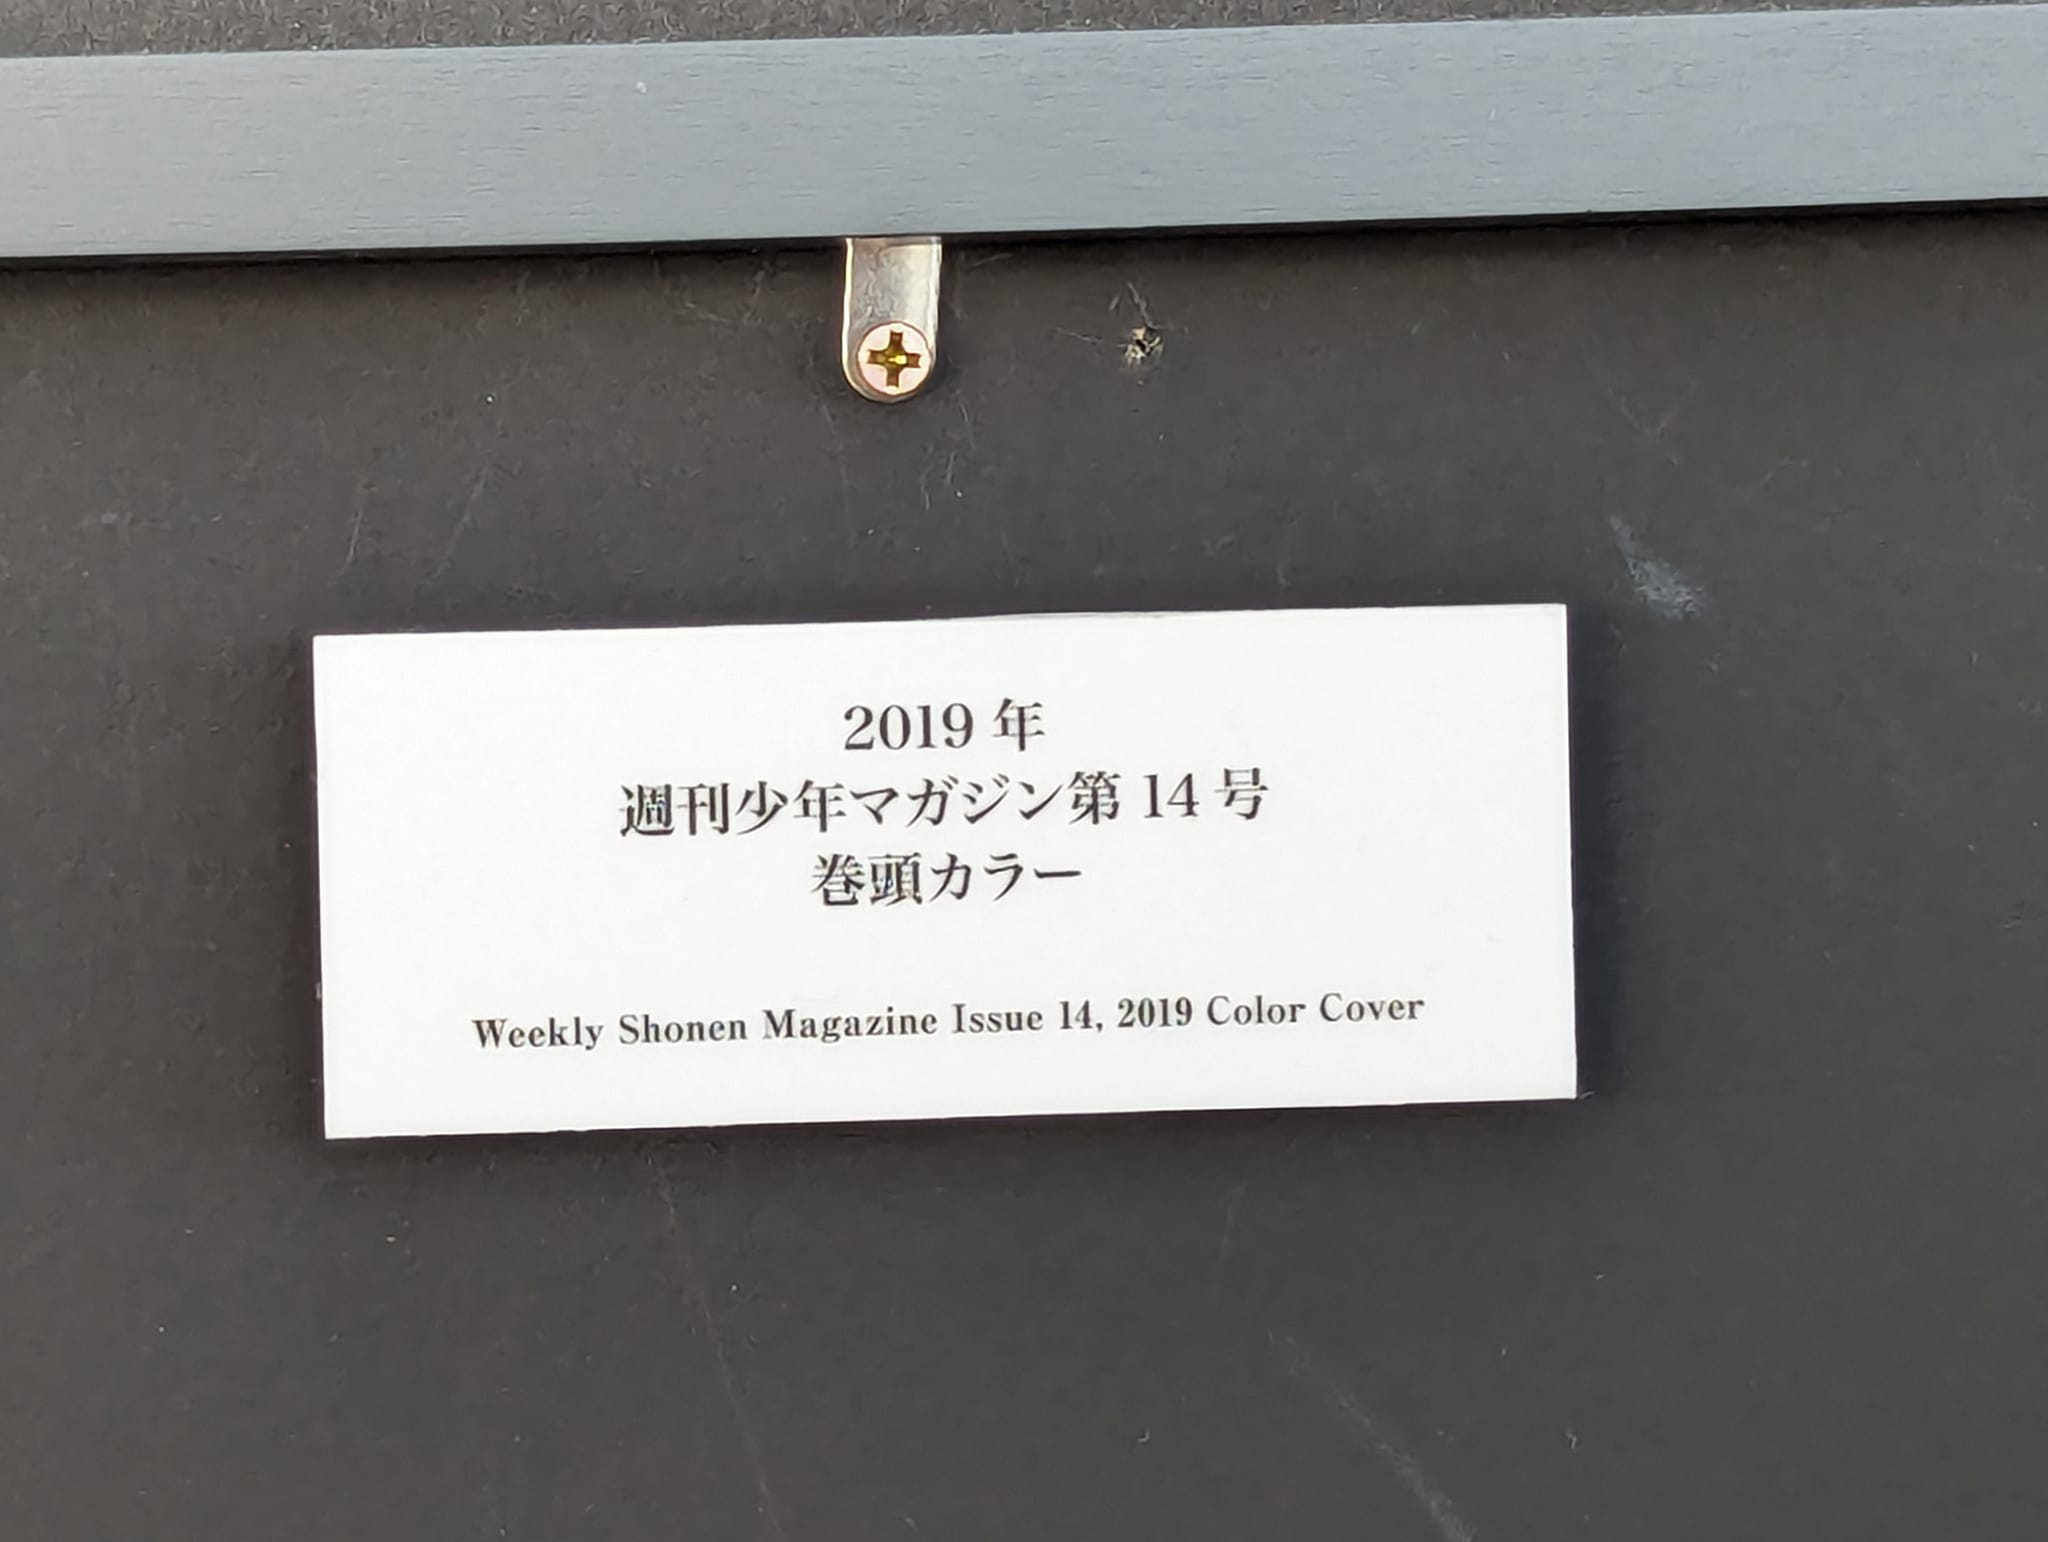 2019 年
週刊少年マガジン第 14 号
巻頭カラー
Weekly Shonen Magazine Issue 14, 2019 Color Cover